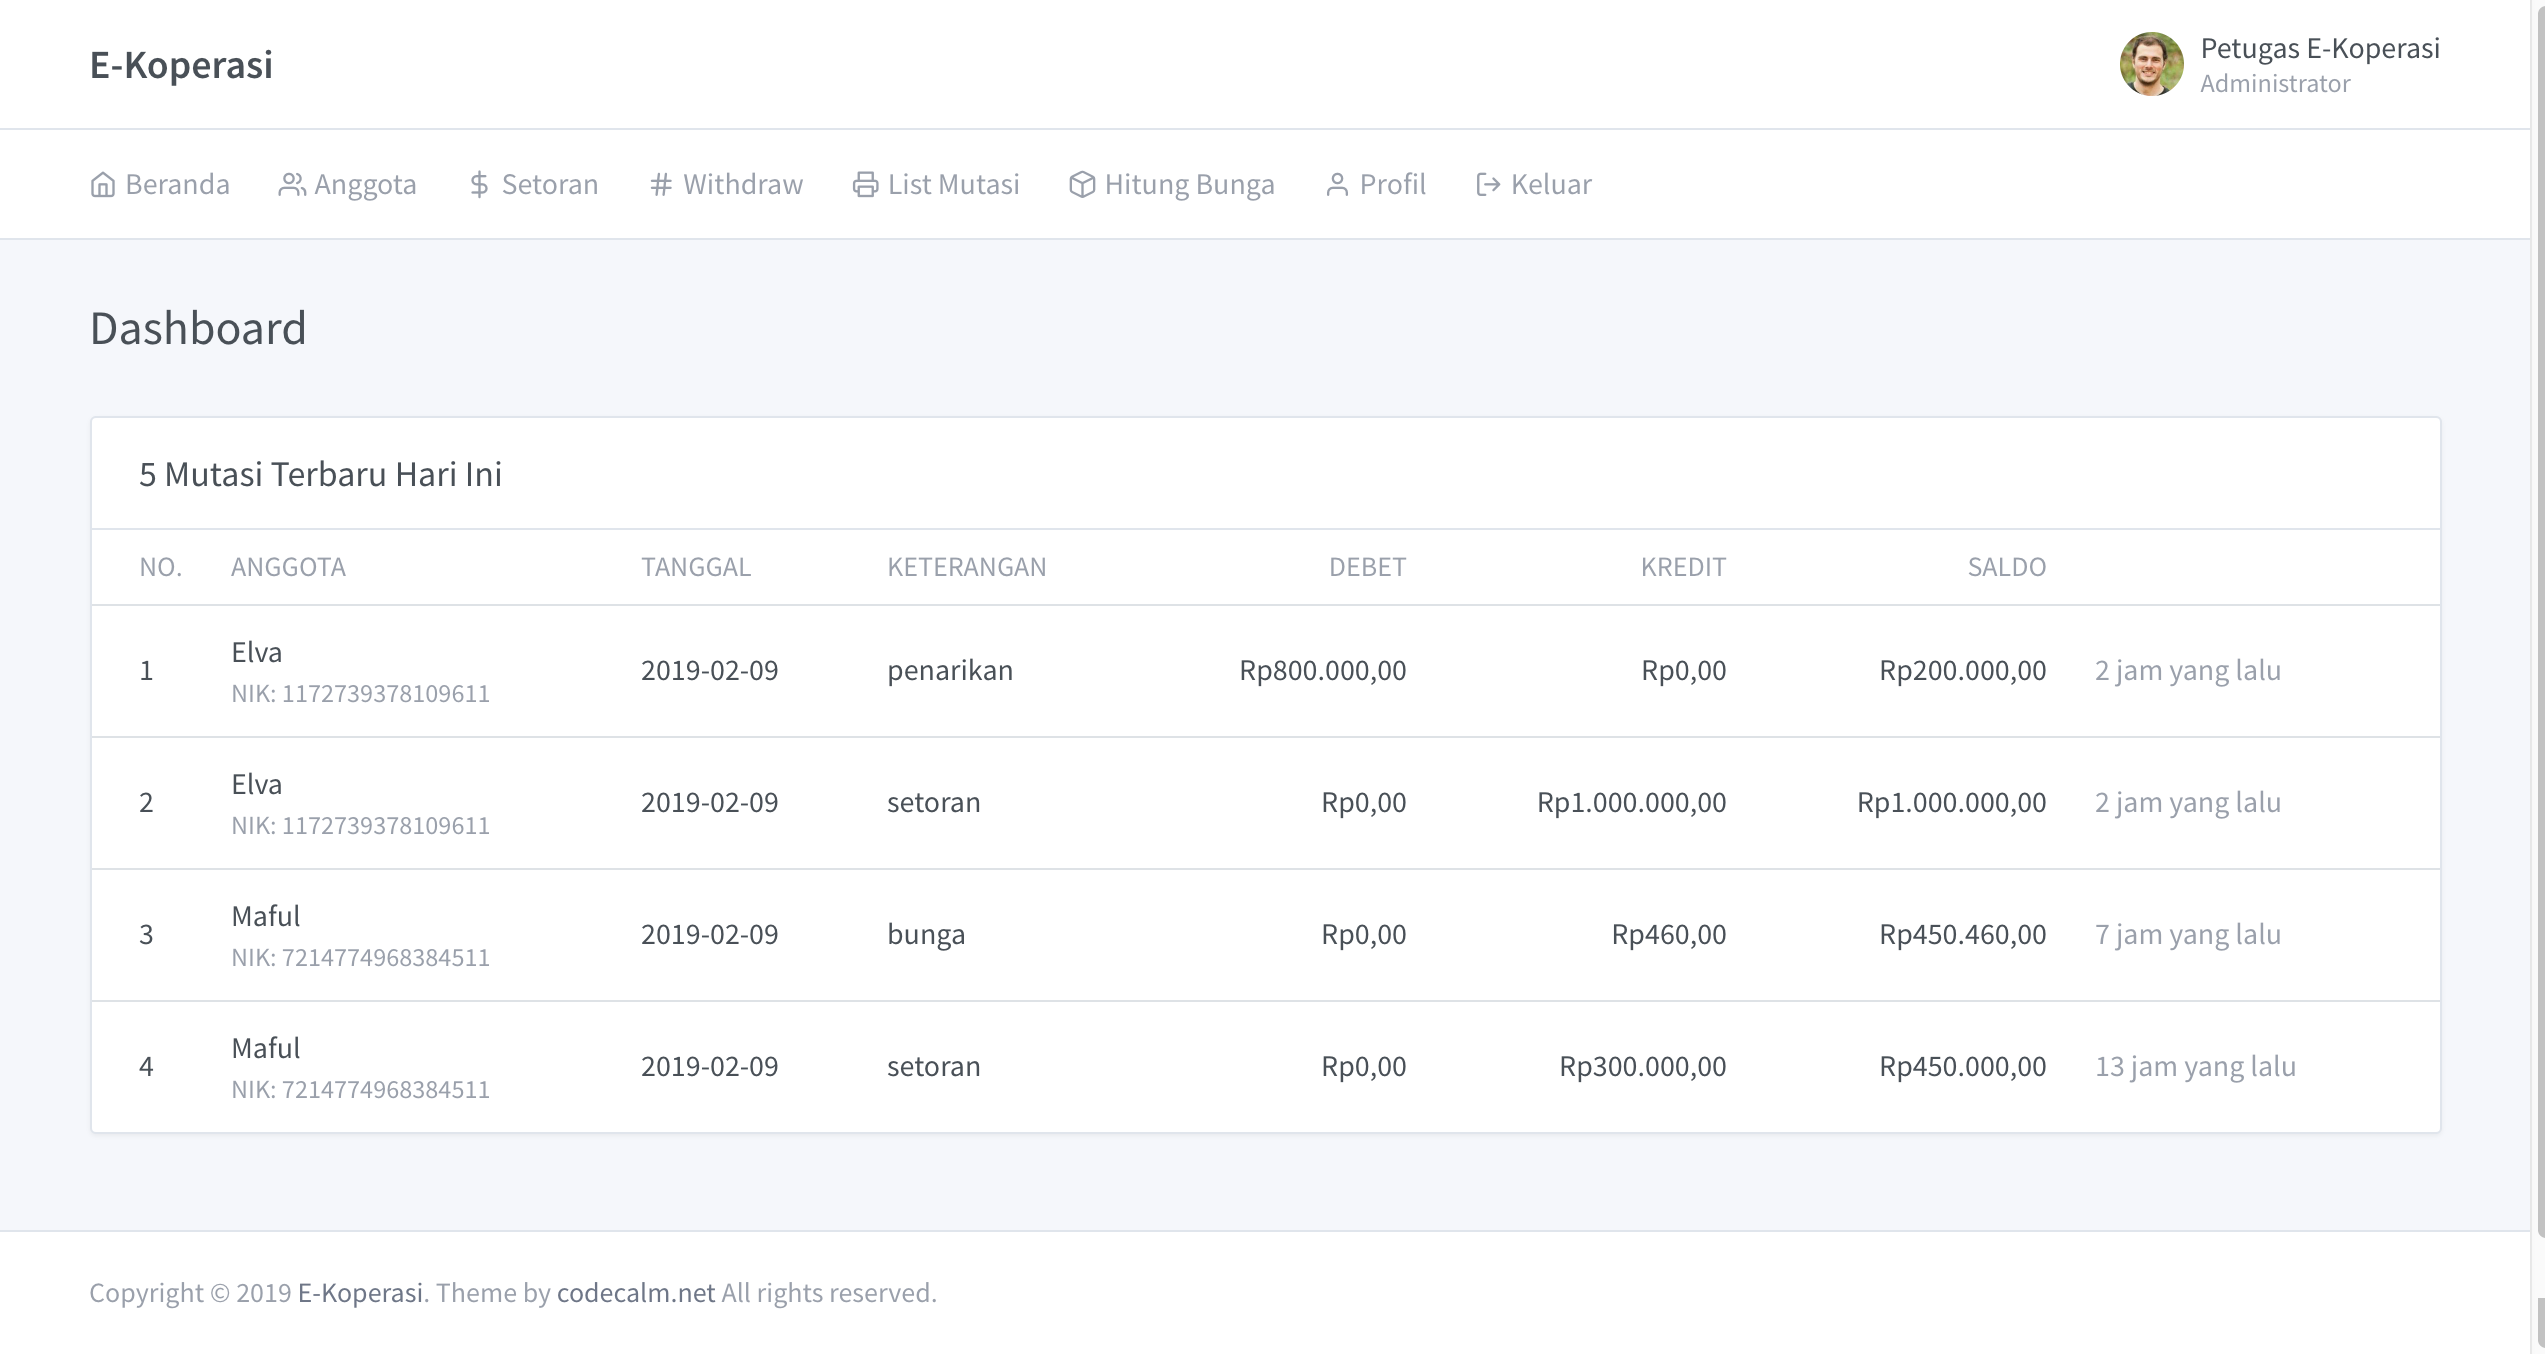 E-Koperasi
Petugas E-Koperasi
Administrator
Beranda Anggota Setoran Withdraw List Mutasi Hitung Bunga Profil Keluar
Dashboard
5 Mutasi Terbaru Hari Ini
NO. ANGGOTA TANGGAL KETERANGAN DEBET KREDIT SALDO
1 Elva 2019-02-09 penarikan Rp800.000,00 Rp0,00 Rp200.000,00 2 jam yang lalu
NIK: 1172739378109611
2 Elva 2019-02-09 setoran Rp0,00 Rp1.000.000,00 Rp1.000.000,00 2 jam yang lalu
NIK: 1172739378109611
3 Maful 2019-02-09 bunga Rp0,00 Rp460,00 Rp450.460,00 7 jam yang lalu
NIK: 7214774968384511
4 Maful 2019-02-09 setoran Rp0,00 Rp300.000,00 Rp450.000,00 13 jam yang lalu
NIK: 7214774968384511
Copyright © 2019 E-Koperasi. Theme by codecalm.net All rights reserved.